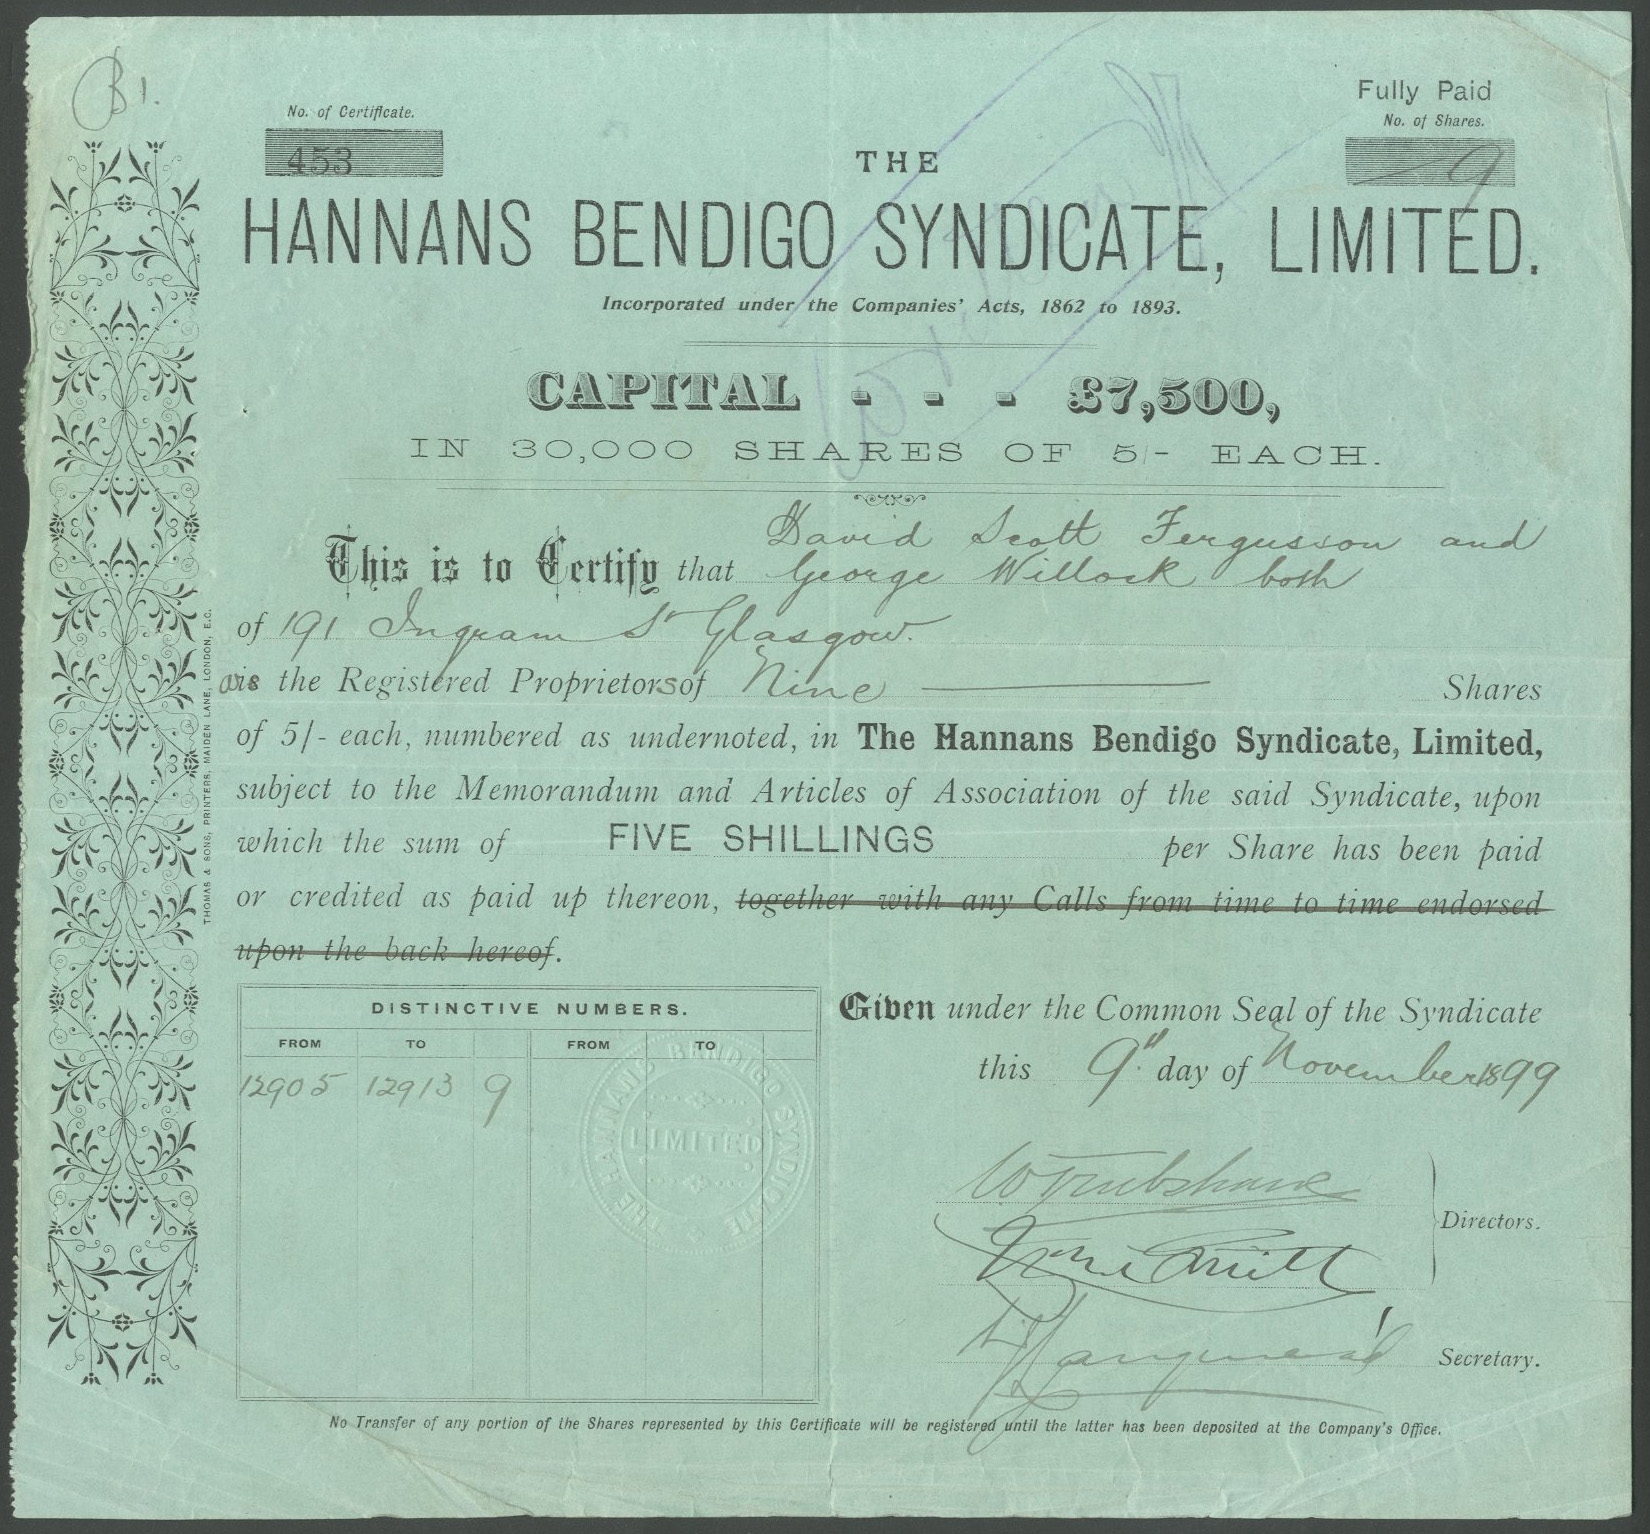 B1.
No. of Certificate.
453
Fully Paid
No. of Shares.
9
THE
HANNANS BENDIGO SYNDICATE, LIMITED.
Incorporated under the Companies' Acts, 1862 to 1893.
CAPITAL - - - £7,500,
IN 30,000 SHARES OF 5/- EACH.
David Scott Fergusson and
This is to Certify that George Willock both
of 191 Ingram St Glasgow.
are the Registered Proprietors of Nine Shares
of 5/- each, numbered as undernoted, in The Hannans Bendigo Syndicate, Limited,
subject to the Memorandum and Articles of Association of the said Syndicate, upon
which the sum of FIVE SHILLINGS per Share has been paid
or credited as paid up thereon, together with any Calls from time to time endorsed
upon the back hereof.
DISTINCTIVE NUMBERS.
FROM TO FROM TO
12905 12913 9
THE HANNANS BENDIGO SYNDICATE
LIMITED
Given under the Common Seal of the Syndicate
this 9th day of November 1899
W Trubshawe
Directors.
Secretary.
No Transfer of any portion of the Shares represented by this Certificate will be registered until the latter has been deposited at the Company's Office.
THOMAS & SONS, PRINTERS, MAIDEN LANE, LONDON, E.C.